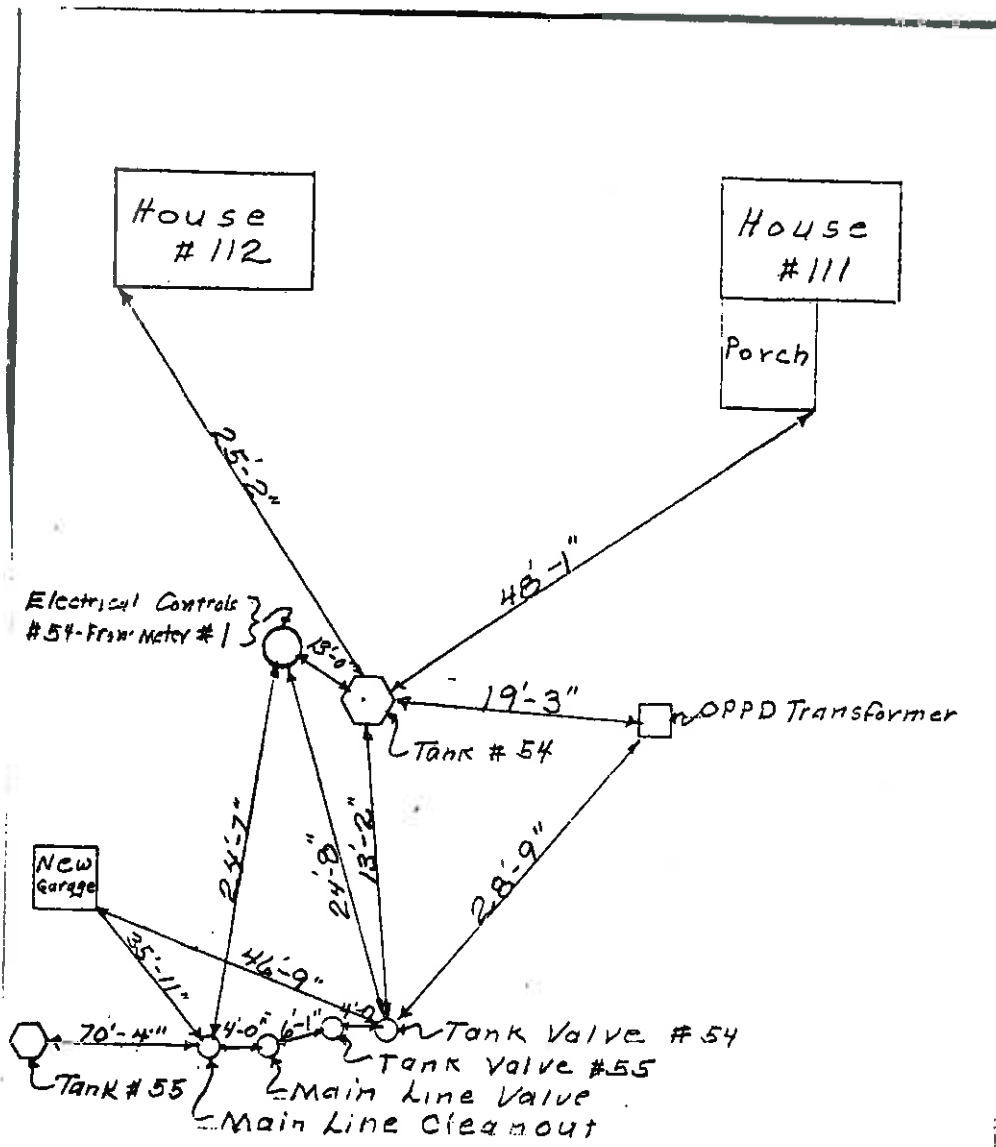 House
# 112
House
# 111
Porch
25'-2"
48'-1"
Electrical Controls
#54-Frow Meter #1
13'-0"
19'-3"
OPPD Transformer
Tank # 54
24'-7"
24'-8"
13'-2"
28'-9"
New
Garage
35'-11"
46'-9"
70'-4"
4'-0"
6'-1"
4'-0"
Tank Valve # 54
Tank Valve #55
Main Line Valve
Tank # 55
Main Line Cleanout